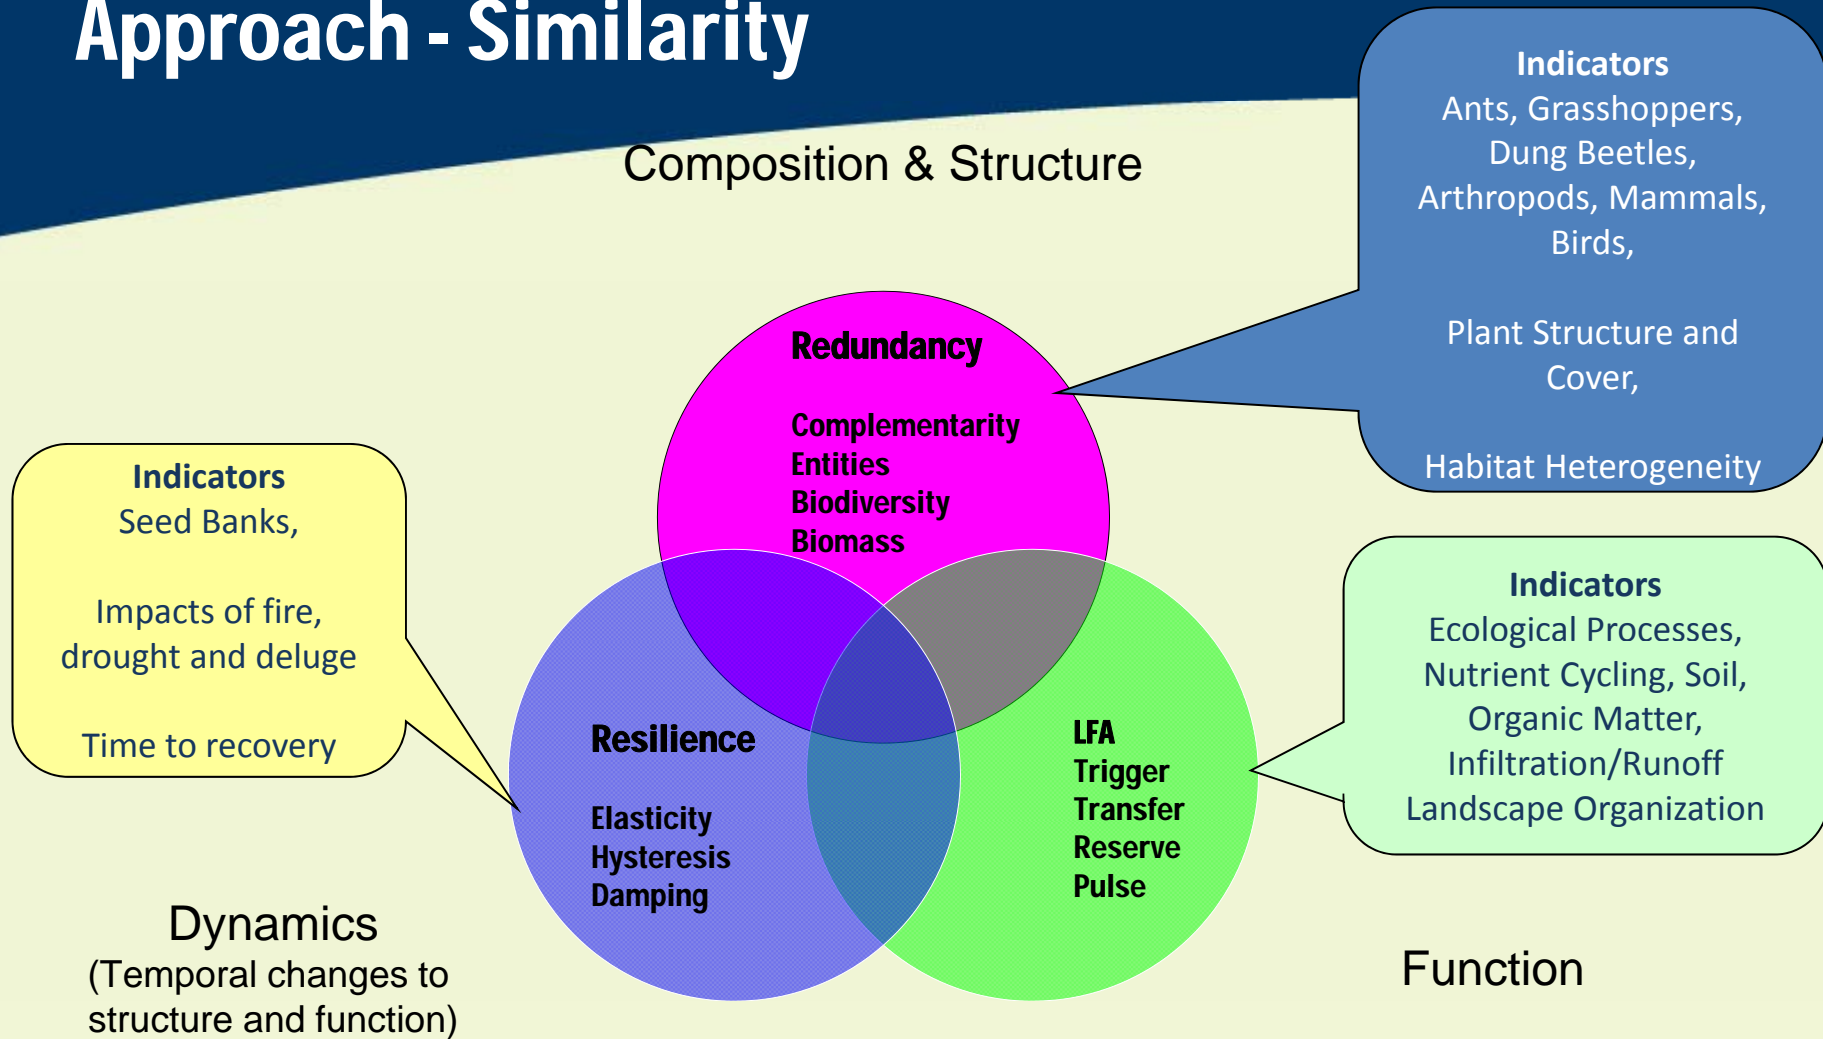 Approach - Similarity
Composition & Structure
Indicators
Ants, Grasshoppers,
Dung Beetles,
Arthropods, Mammals,
Birds,
Plant Structure and
Cover,
Habitat Heterogeneity
Redundancy
Complementarity
Entities
Biodiversity
Biomass
Indicators
Seed Banks,
Impacts of fire,
drought and deluge
Time to recovery
Resilience
Elasticity
Hysteresis
Damping
LFA
Trigger
Transfer
Reserve
Pulse
Indicators
Ecological Processes,
Nutrient Cycling, Soil,
Organic Matter,
Infiltration/Runoff
Landscape Organization
Dynamics
(Temporal changes to
structure and function)
Function